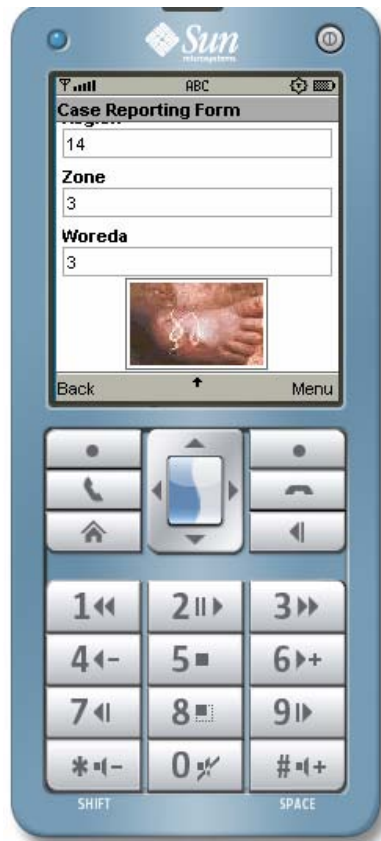 Sun
microsystems
ABC
Case Reporting Form
Region
14
Zone
3
Woreda
3
Back
Menu
1
2
3
4 -
5
6 +
7
8
9
* -
0
# +
SHIFT
SPACE